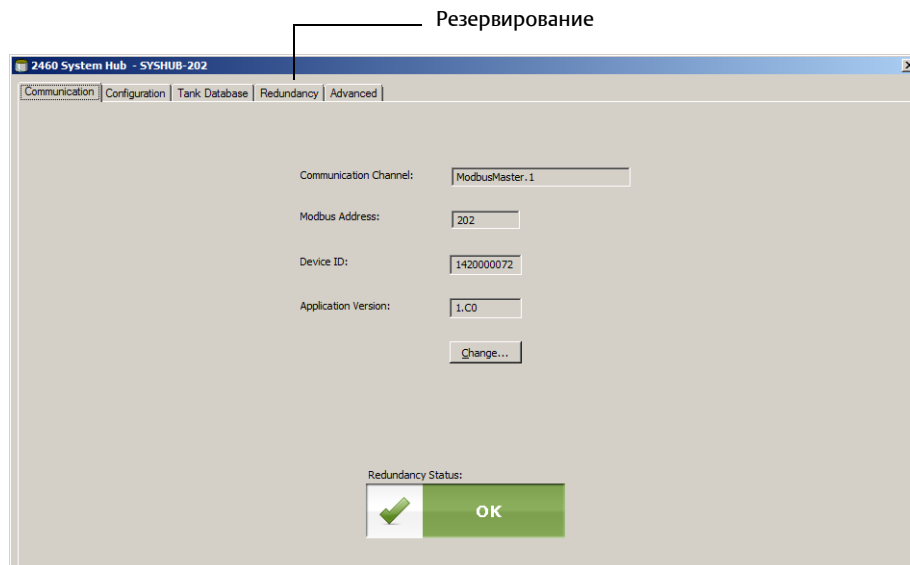 Резервирование
2460 System Hub - SYSHUB-202
Communication Configuration Tank Database Redundancy Advanced
Communication Channel: ModbusMaster.1
Modbus Address: 202
Device ID: 1420000072
Application Version: 1.C0
Change...
Redundancy Status:
OK